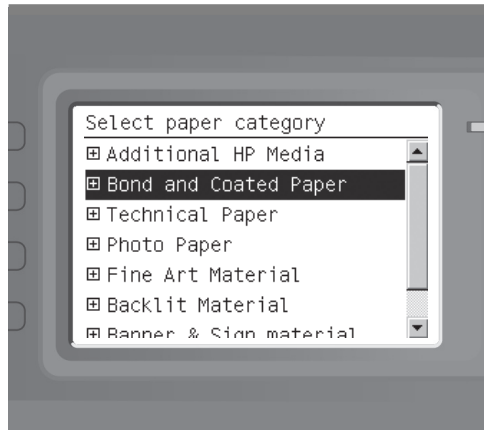 Select paper category
Additional HP Media
Bond and Coated Paper
Technical Paper
Photo Paper
Fine Art Material
Backlit Material
Banner & Sign material